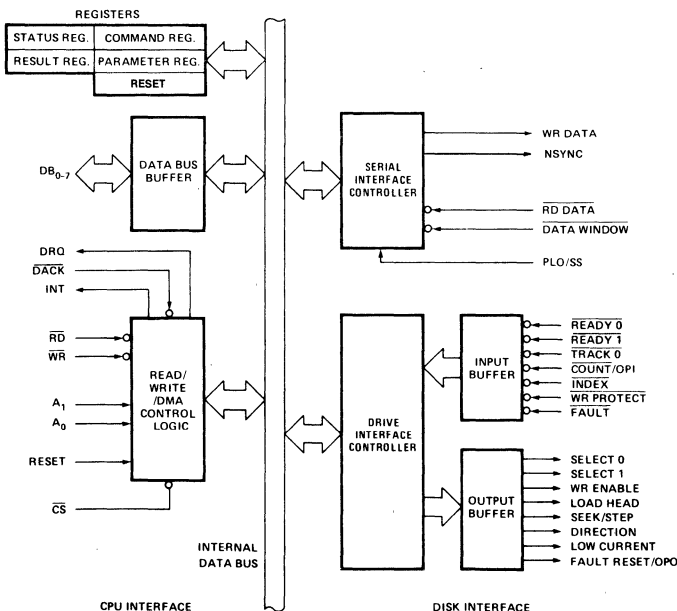 REGISTERS
STATUS REG. COMMAND REG.
RESULT REG. PARAMETER REG.
RESET
DB0-7
DATA BUS
BUFFER
DRQ
DACK
INT
RD
WR
A1
A0
RESET
CS
READ/
WRITE
/DMA
CONTROL
LOGIC
INTERNAL
DATA BUS
CPU INTERFACE
SERIAL
INTERFACE
CONTROLLER
WR DATA
NSYNC
RD DATA
DATA WINDOW
PLO/SS
DRIVE
INTERFACE
CONTROLLER
INPUT
BUFFER
READY 0
READY 1
TRACK 0
COUNT/OPI
INDEX
WR PROTECT
FAULT
OUTPUT
BUFFER
SELECT 0
SELECT 1
WR ENABLE
LOAD HEAD
SEEK/STEP
DIRECTION
LOW CURRENT
FAULT RESET/OPO
DISK INTERFACE